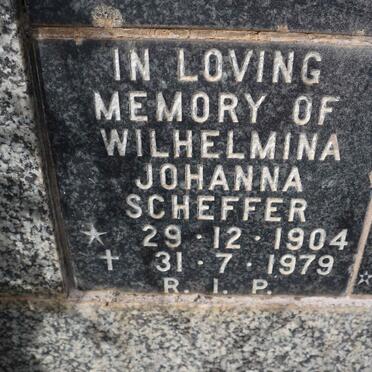 IN LOVING
MEMORY OF
WILHELMINA
JOHANNA
SCHEFFER
☆ 29·12·1904
✝ 31·7·1979
R.I.P.